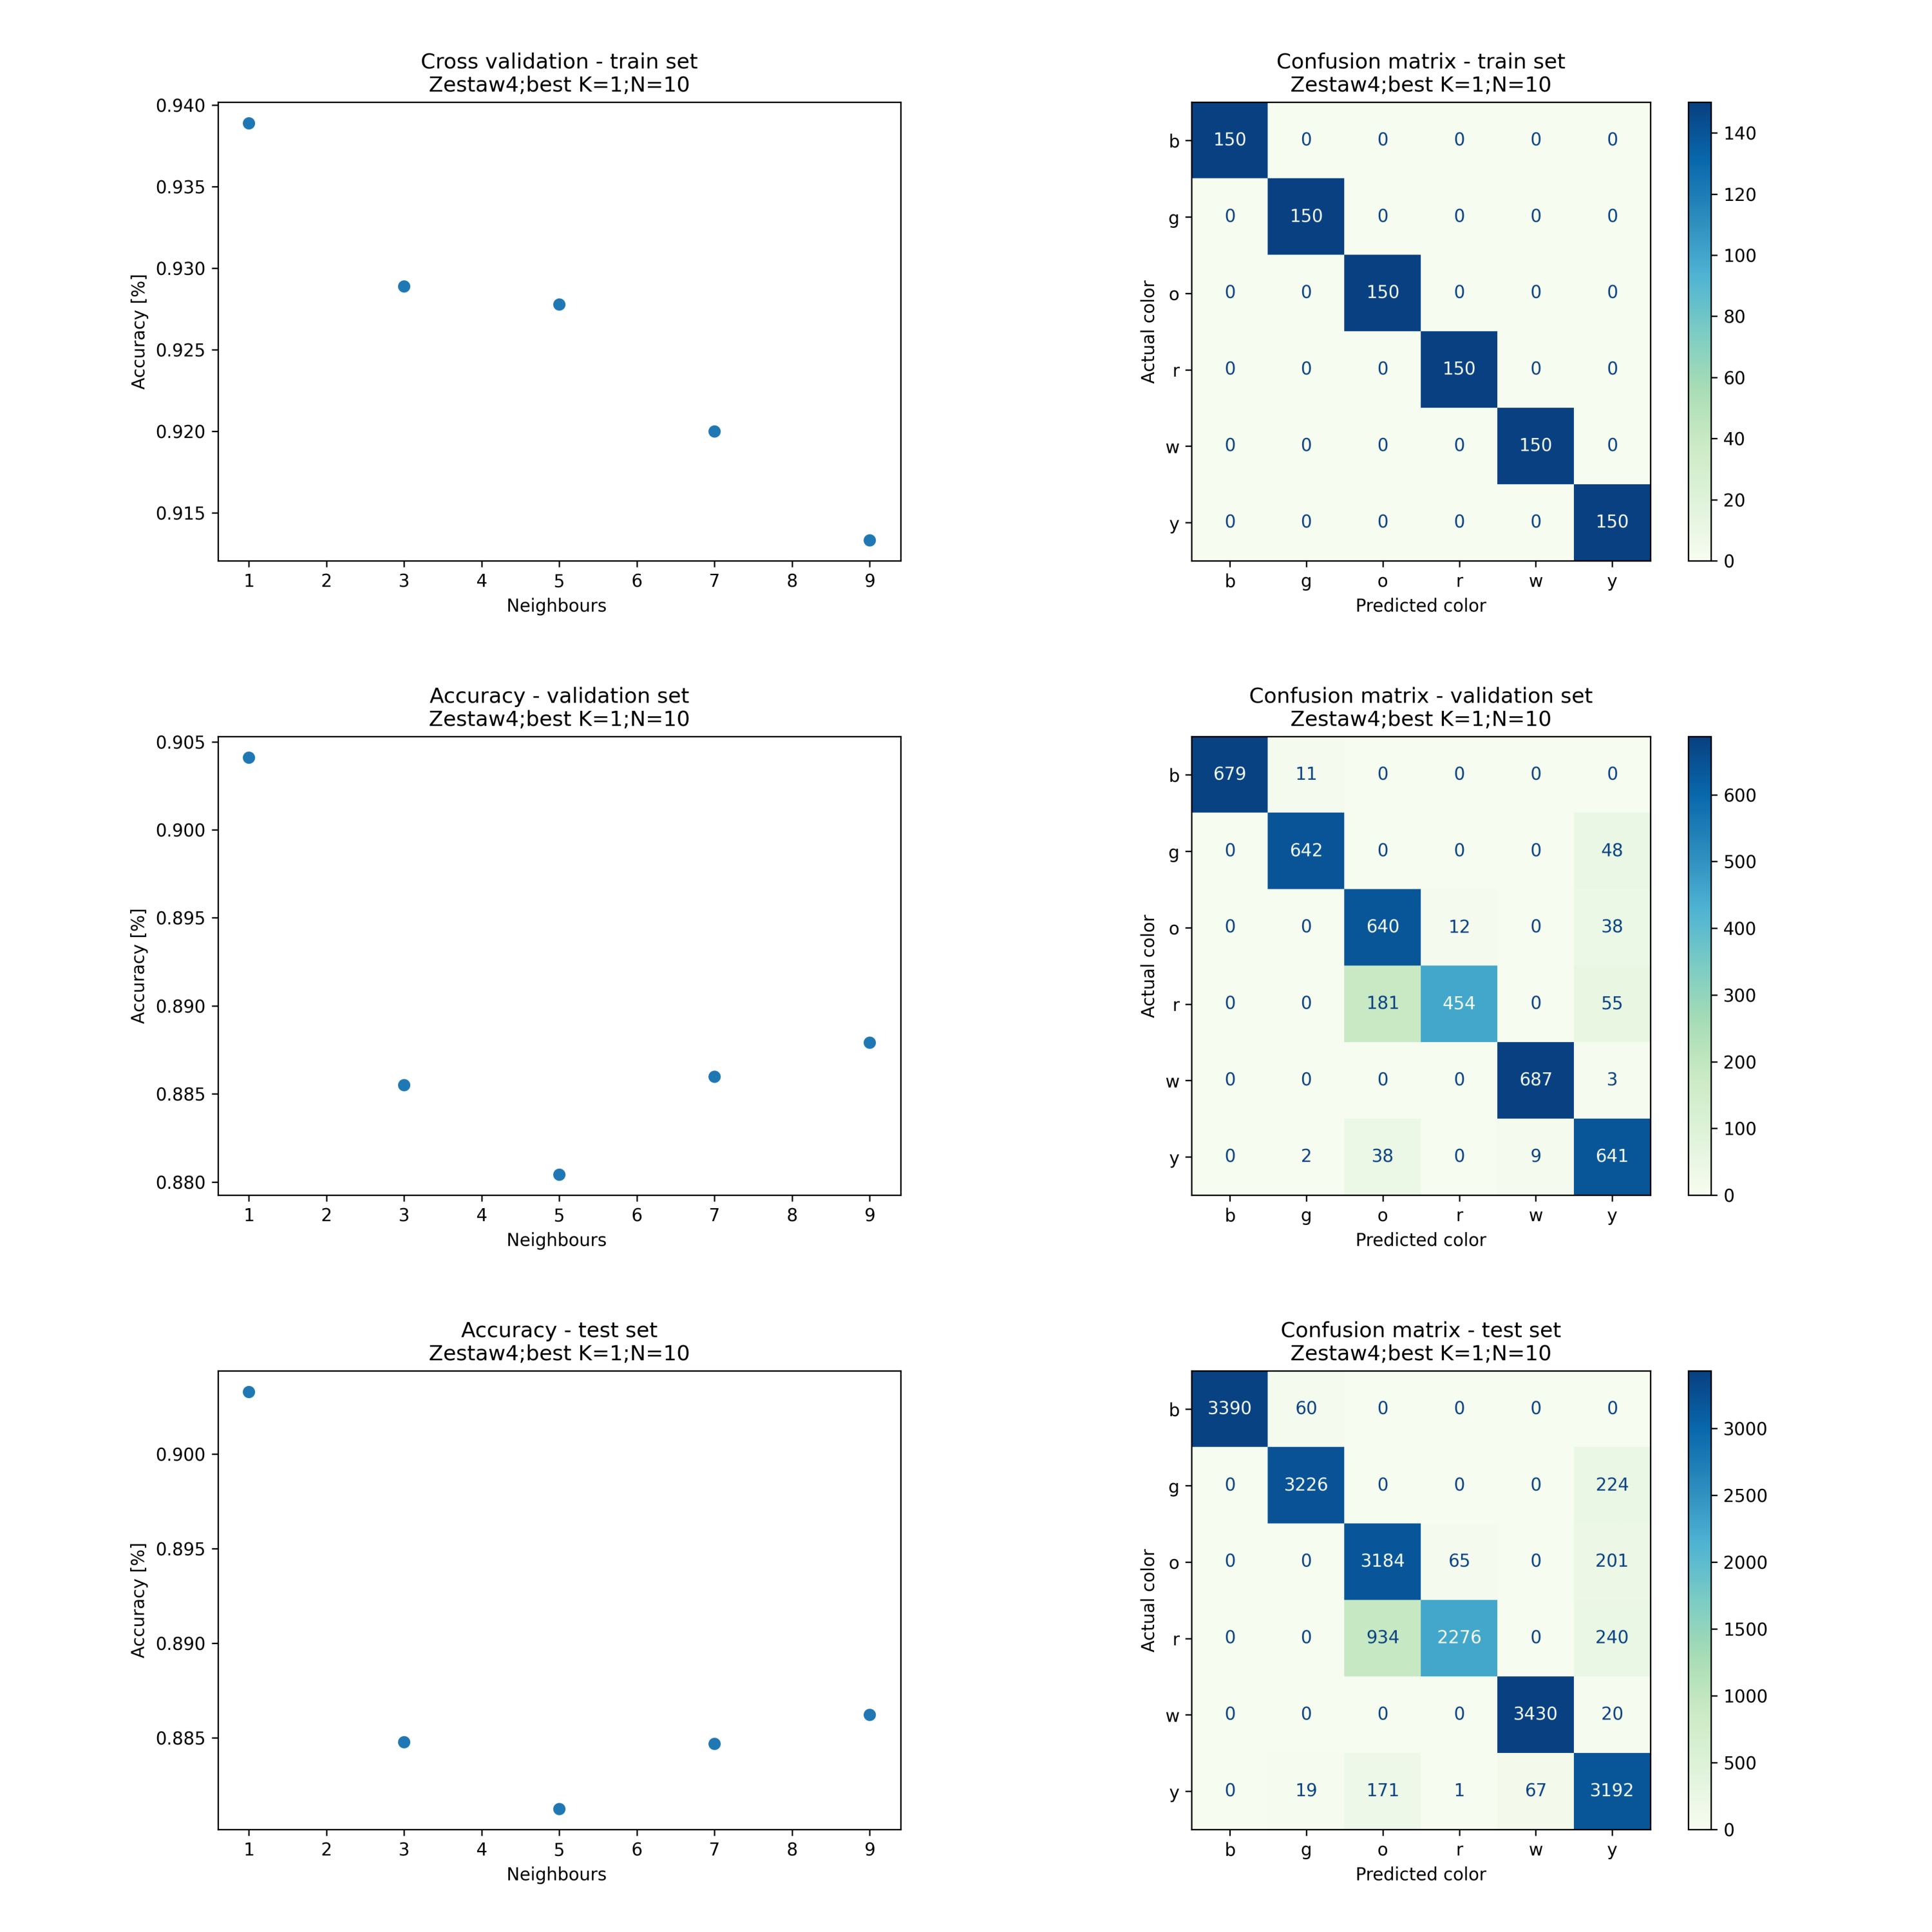 Cross validation - train set
Zestaw4;best K=1;N=10
0.940
0.935
0.930
0.925
0.920
0.915
Accuracy [%]
1 2 3 4 5 6 7 8 9
Neighbours
Confusion matrix - train set
Zestaw4;best K=1;N=10
b 150 0 0 0 0 0
g 0 150 0 0 0 0
o 0 0 150 0 0 0
r 0 0 0 150 0 0
w 0 0 0 0 150 0
y 0 0 0 0 0 150
Actual color
b g o r w y
Predicted color
140
120
100
80
60
40
20
0
Accuracy - validation set
Zestaw4;best K=1;N=10
0.905
0.900
0.895
0.890
0.885
0.880
Accuracy [%]
1 2 3 4 5 6 7 8 9
Neighbours
Confusion matrix - validation set
Zestaw4;best K=1;N=10
b 679 11 0 0 0 0
g 0 642 0 0 0 48
o 0 0 640 12 0 38
r 0 0 181 454 0 55
w 0 0 0 0 687 3
y 0 2 38 0 9 641
Actual color
b g o r w y
Predicted color
600
500
400
300
200
100
0
Accuracy - test set
Zestaw4;best K=1;N=10
0.900
0.895
0.890
0.885
Accuracy [%]
1 2 3 4 5 6 7 8 9
Neighbours
Confusion matrix - test set
Zestaw4;best K=1;N=10
b 3390 60 0 0 0 0
g 0 3226 0 0 0 224
o 0 0 3184 65 0 201
r 0 0 934 2276 0 240
w 0 0 0 0 3430 20
y 0 19 171 1 67 3192
Actual color
b g o r w y
Predicted color
3000
2500
2000
1500
1000
500
0